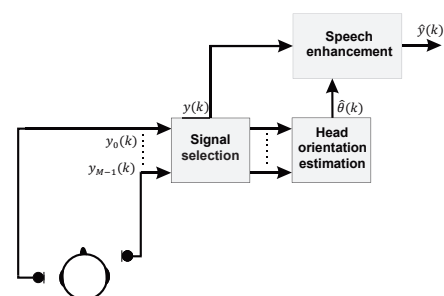 Speech
enhancement
ŷ(k)
y(k)
θ̂(k)
y₀(k)
Signal
selection
Head
orientation
estimation
y_{M−1}(k)